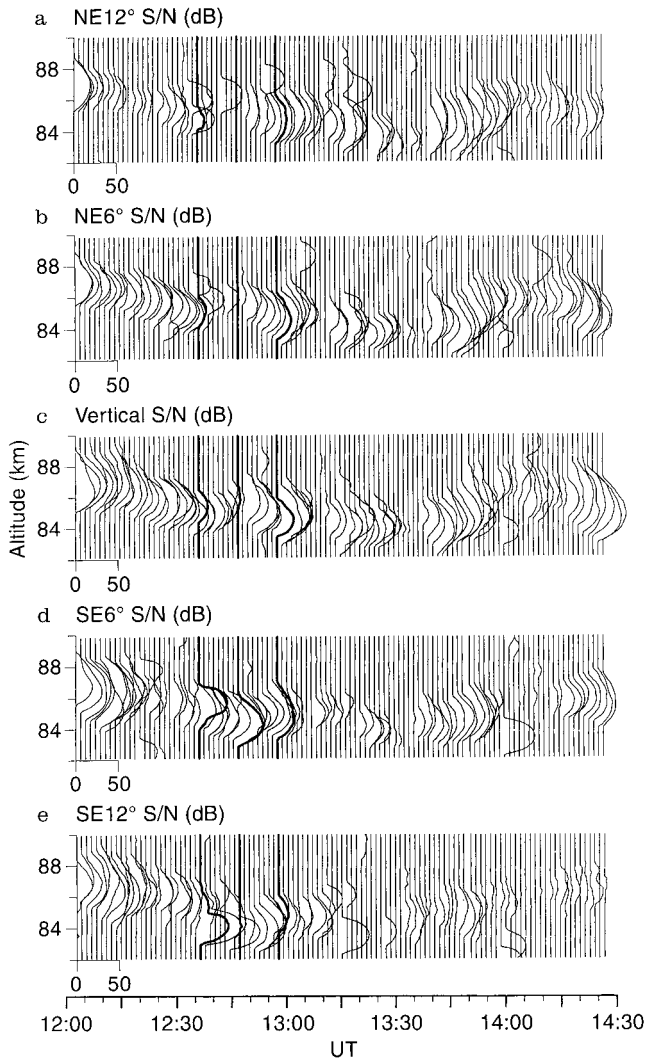 a NE12° S/N (dB)
88
84
0 50
b NE6° S/N (dB)
88
84
0 50
c Vertical S/N (dB)
88
84
0 50
Altitude (km)
d SE6° S/N (dB)
88
84
0 50
e SE12° S/N (dB)
88
84
0 50
12:00 12:30 13:00 13:30 14:00 14:30
UT